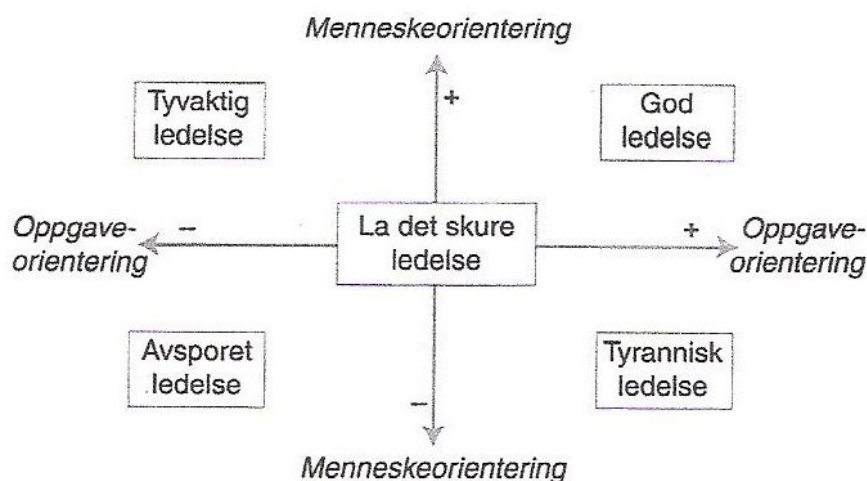 Menneskeorientering
+
Tyvaktig
ledelse
God
ledelse
Oppgave-
orientering
−
La det skure
ledelse
+
Oppgave-
orientering
Avsporet
ledelse
Tyrannisk
ledelse
−
Menneskeorientering